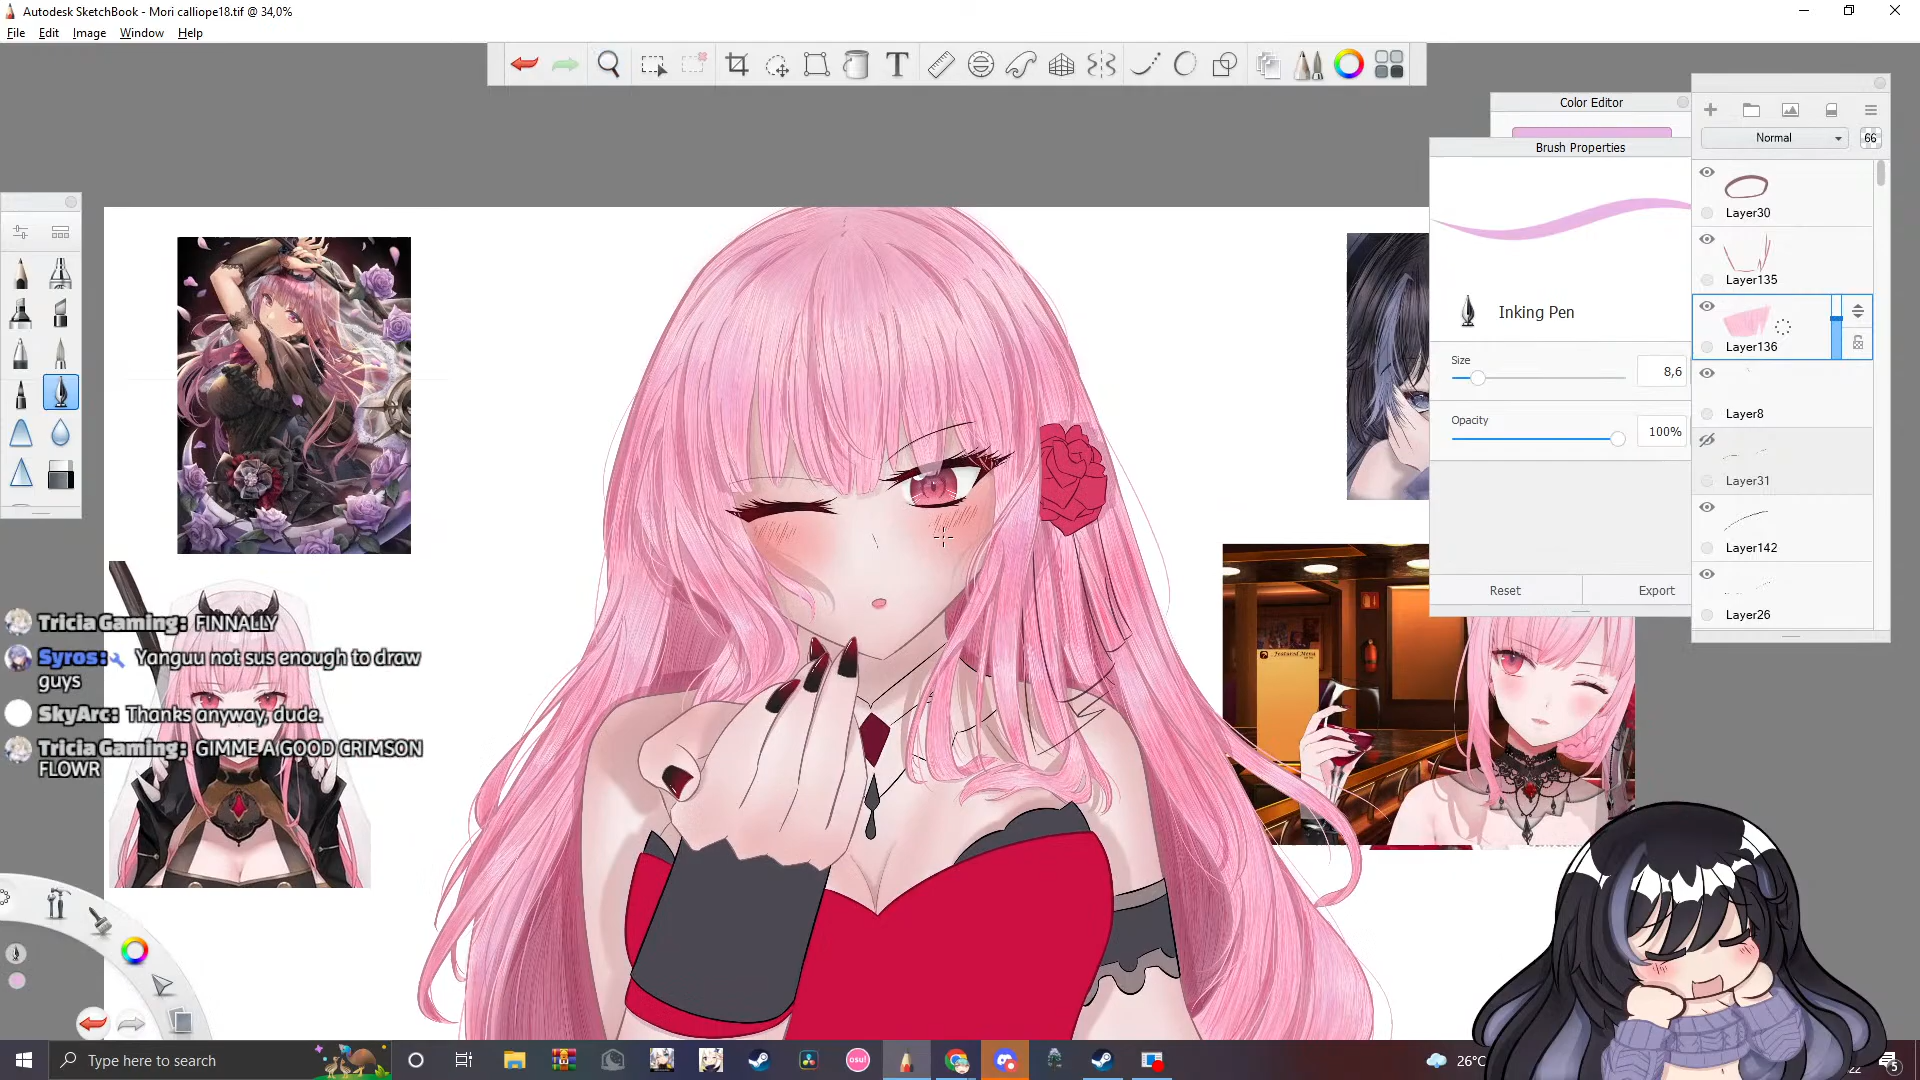 Autodesk SketchBook - Mori calliope18.tif @ 34,0%
File Edit Image Window Help
T
Color Editor
Brush Properties
Normal
66
Layer30
Layer135
Inking Pen
Layer136
Size
8,6
Layer8
Opacity
100%
Layer31
Layer142
Reset
Export
Layer26
Tricia Gaming: FINNALLY
Syros: Yanguu not sus enough to draw
guys
SkyArc: Thanks anyway, dude.
Tricia Gaming: GIMME A GOOD CRIMSON
FLOWR
Type here to search
osu!
26°C
22
5